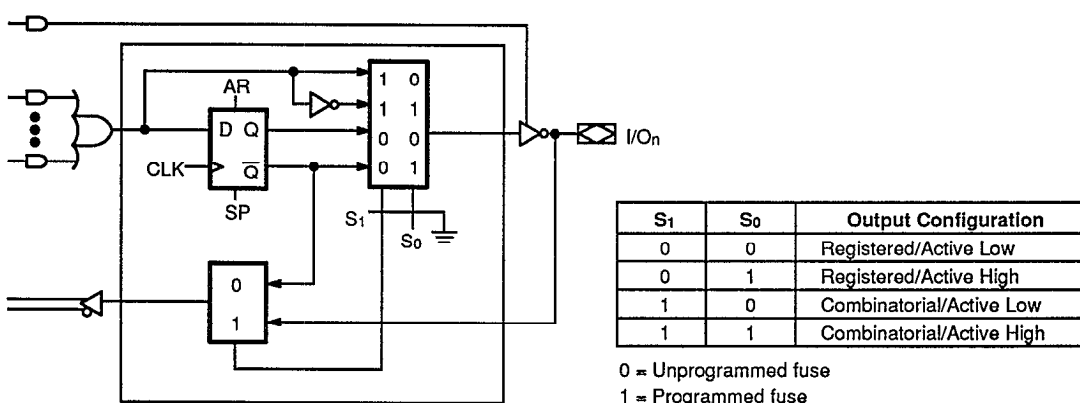 AR
1 0
1 1
D Q
0 0
CLK
Q̅
0 1
I/On
SP
S1
S0
0
1
S1 S0 Output Configuration
0 0 Registered/Active Low
0 1 Registered/Active High
1 0 Combinatorial/Active Low
1 1 Combinatorial/Active High
0 = Unprogrammed fuse
1 = Programmed fuse